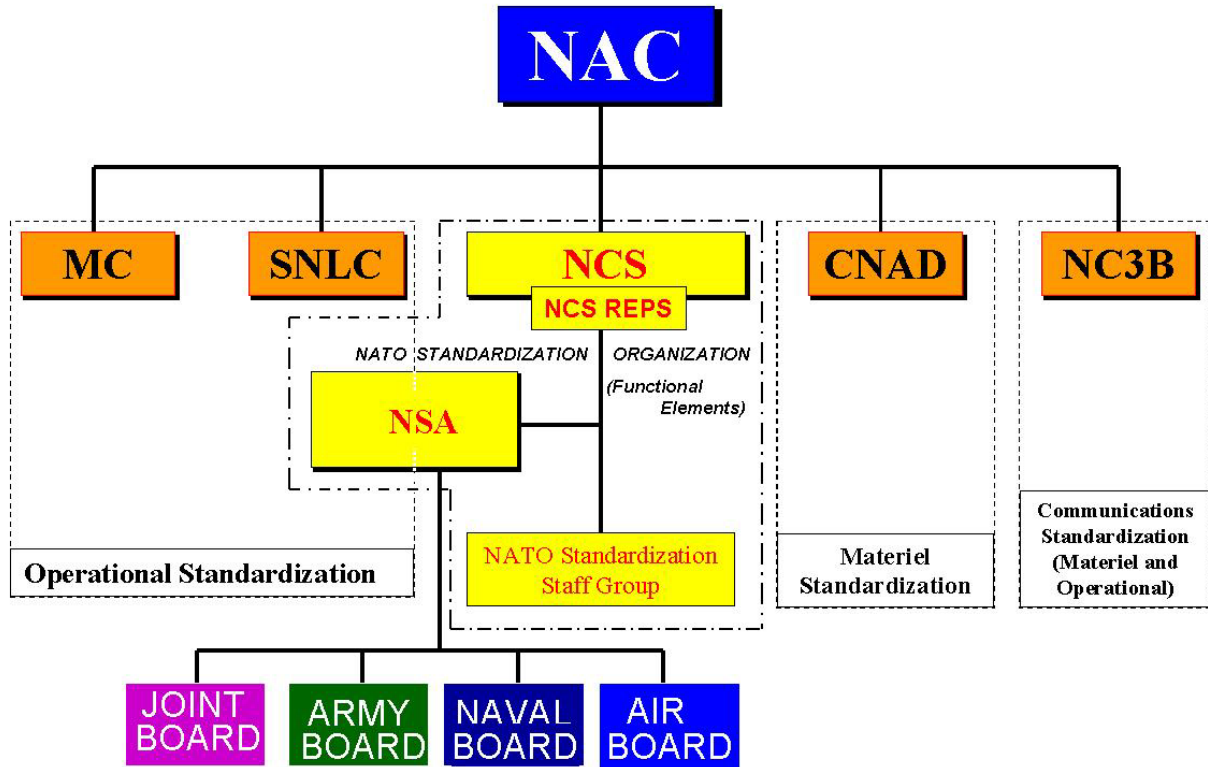 NAC
MC
SNLC
NCS
CNAD
NC3B
NCS REPS
NATO STANDARDIZATION ORGANIZATION
(Functional
Elements)
NSA
NATO Standardization
Staff Group
Operational Standardization
Materiel
Standardization
Communications
Standardization
(Materiel and
Operational)
JOINT
BOARD
ARMY
BOARD
NAVAL
BOARD
AIR
BOARD